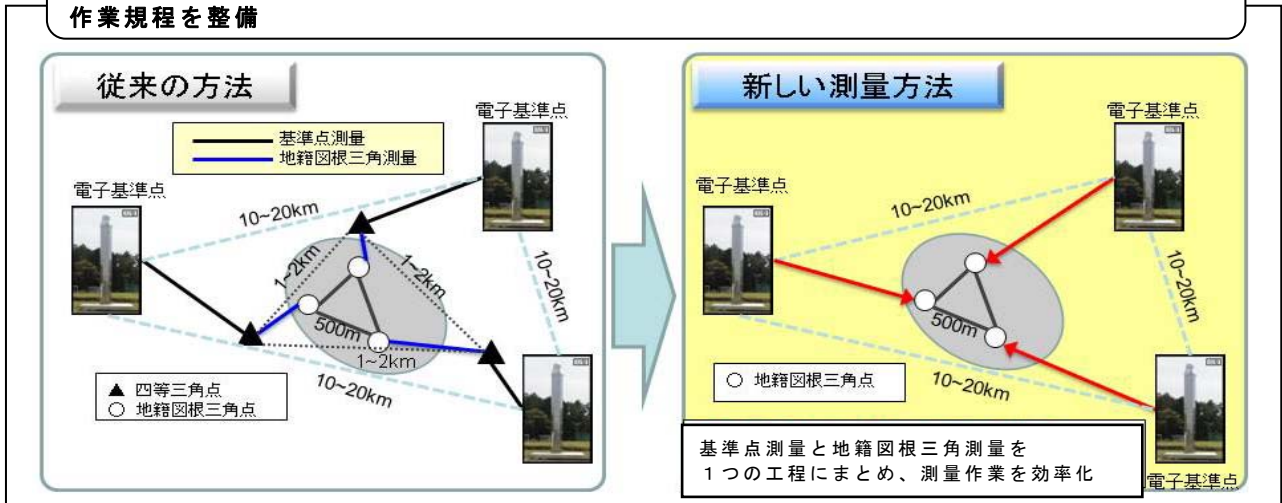 作業規程を整備
従来の方法
基準点測量
地籍図根三角測量
電子基準点
電子基準点
10~20km
1~2km
1~2km
10~20km
500m
1~2km
10~20km
▲ 四等三角点
○ 地籍図根三角点
新しい測量方法
電子基準点
電子基準点
10~20km
10~20km
500m
10~20km
○ 地籍図根三角点
基準点測量と地籍図根三角測量を
1つの工程にまとめ、測量作業を効率化
電子基準点